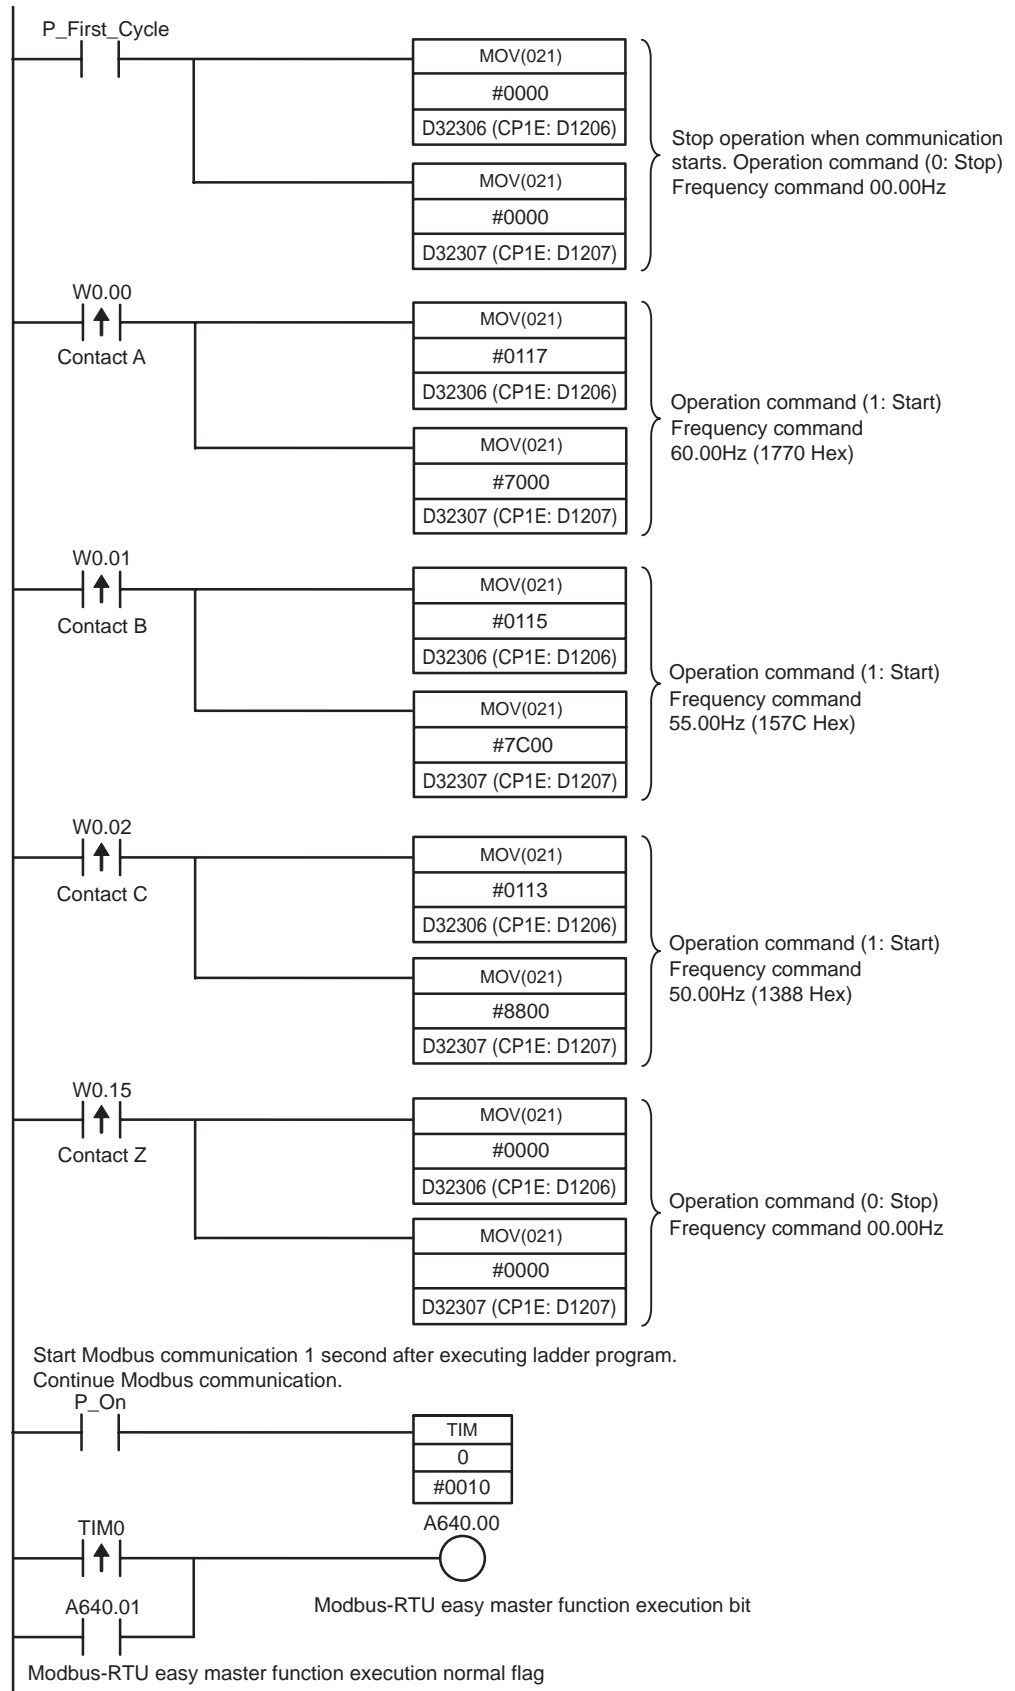 P_First_Cycle
MOV(021)
#0000
D32306 (CP1E: D1206)
MOV(021)
#0000
D32307 (CP1E: D1207)
Stop operation when communication
starts. Operation command (0: Stop)
Frequency command 00.00Hz
W0.00
Contact A
MOV(021)
#0117
D32306 (CP1E: D1206)
MOV(021)
#7000
D32307 (CP1E: D1207)
Operation command (1: Start)
Frequency command
60.00Hz (1770 Hex)
W0.01
Contact B
MOV(021)
#0115
D32306 (CP1E: D1206)
MOV(021)
#7C00
D32307 (CP1E: D1207)
Operation command (1: Start)
Frequency command
55.00Hz (157C Hex)
W0.02
Contact C
MOV(021)
#0113
D32306 (CP1E: D1206)
MOV(021)
#8800
D32307 (CP1E: D1207)
Operation command (1: Start)
Frequency command
50.00Hz (1388 Hex)
W0.15
Contact Z
MOV(021)
#0000
D32306 (CP1E: D1206)
MOV(021)
#0000
D32307 (CP1E: D1207)
Operation command (0: Stop)
Frequency command 00.00Hz
Start Modbus communication 1 second after executing ladder program.
Continue Modbus communication.
P_On
TIM
0
#0010
TIM0
A640.00
A640.01
Modbus-RTU easy master function execution bit
Modbus-RTU easy master function execution normal flag